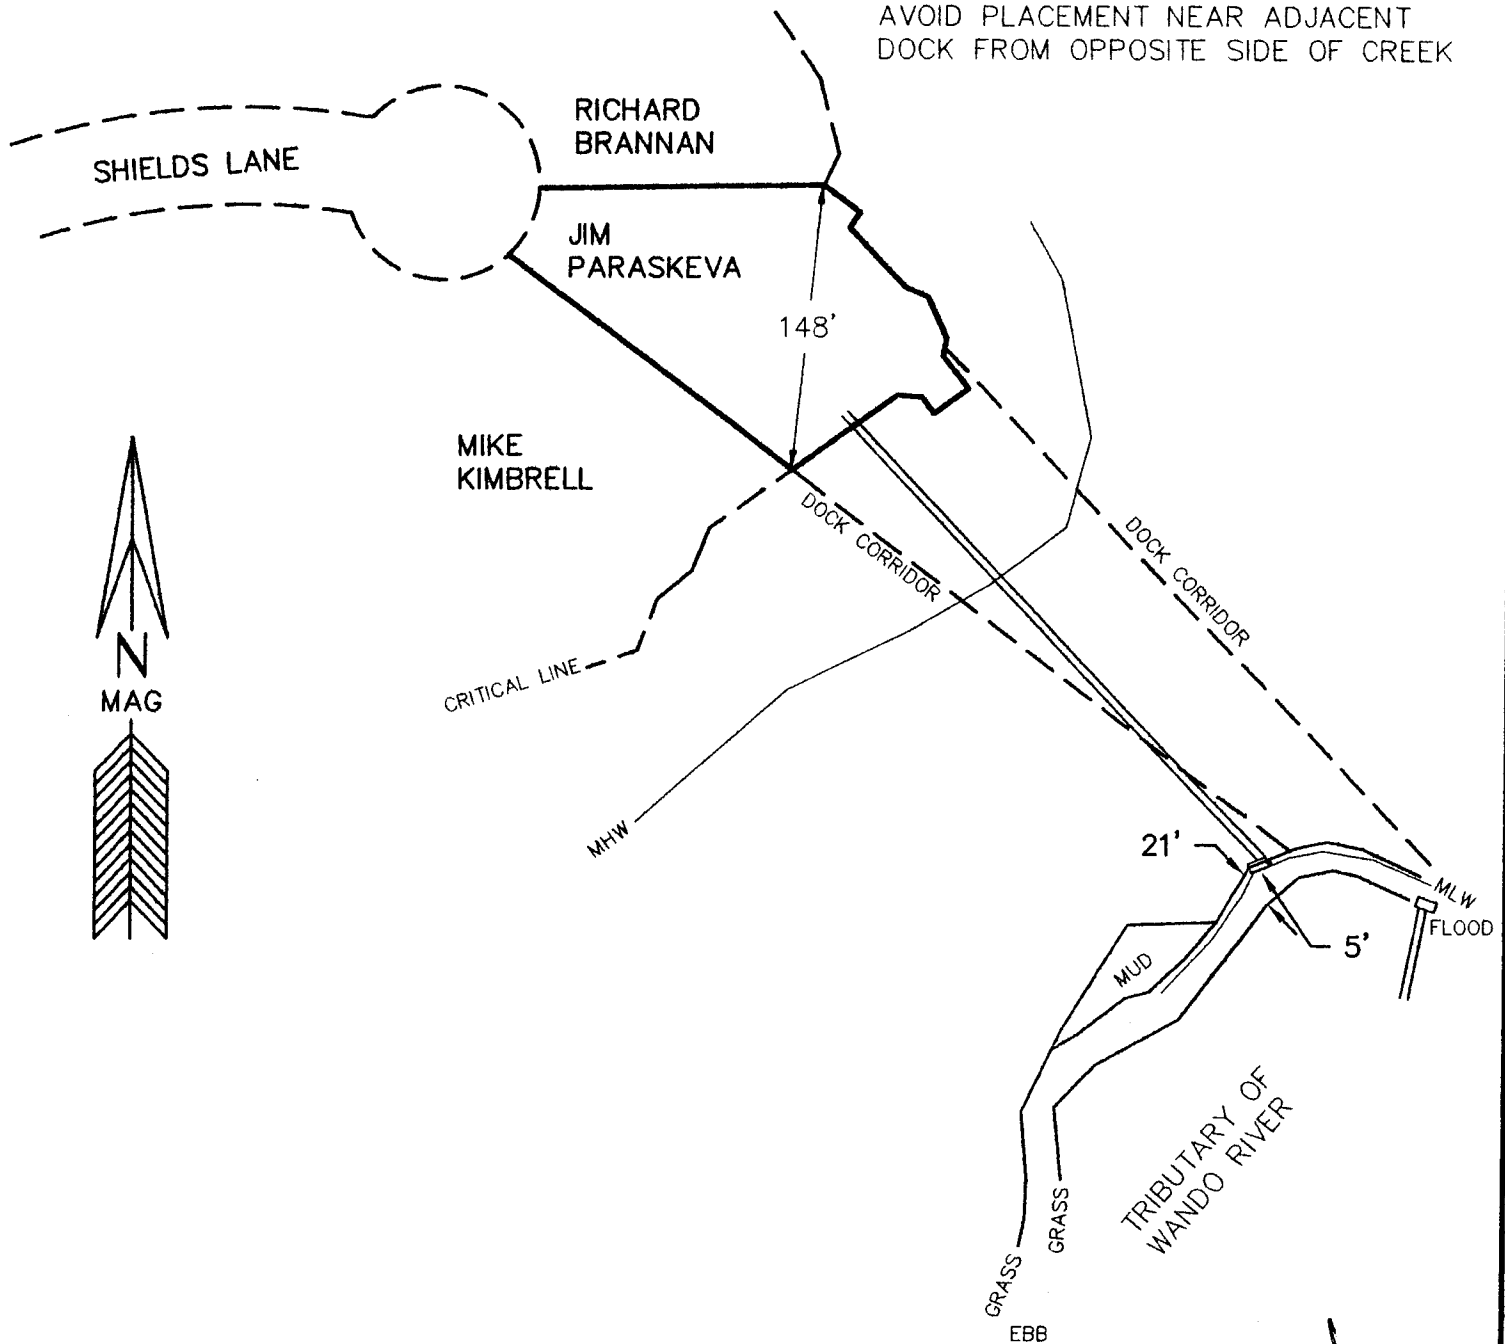 AVOID PLACEMENT NEAR ADJACENT
DOCK FROM OPPOSITE SIDE OF CREEK
RICHARD
BRANNAN
SHIELDS LANE
JIM
PARASKEVA
148'
MIKE
KIMBRELL
DOCK CORRIDOR
DOCK CORRIDOR
N
MAG
CRITICAL LINE
MHW
21'
MLW
FLOOD
5'
MUD
TRIBUTARY OF
WANDO RIVER
GRASS
GRASS
EBB